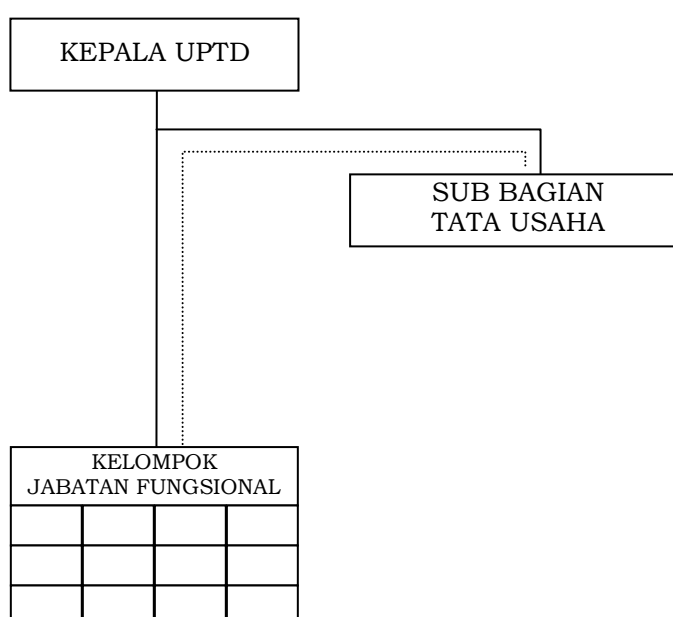 KEPALA UPTD
SUB BAGIAN
TATA USAHA
KELOMPOK
JABATAN FUNGSIONAL